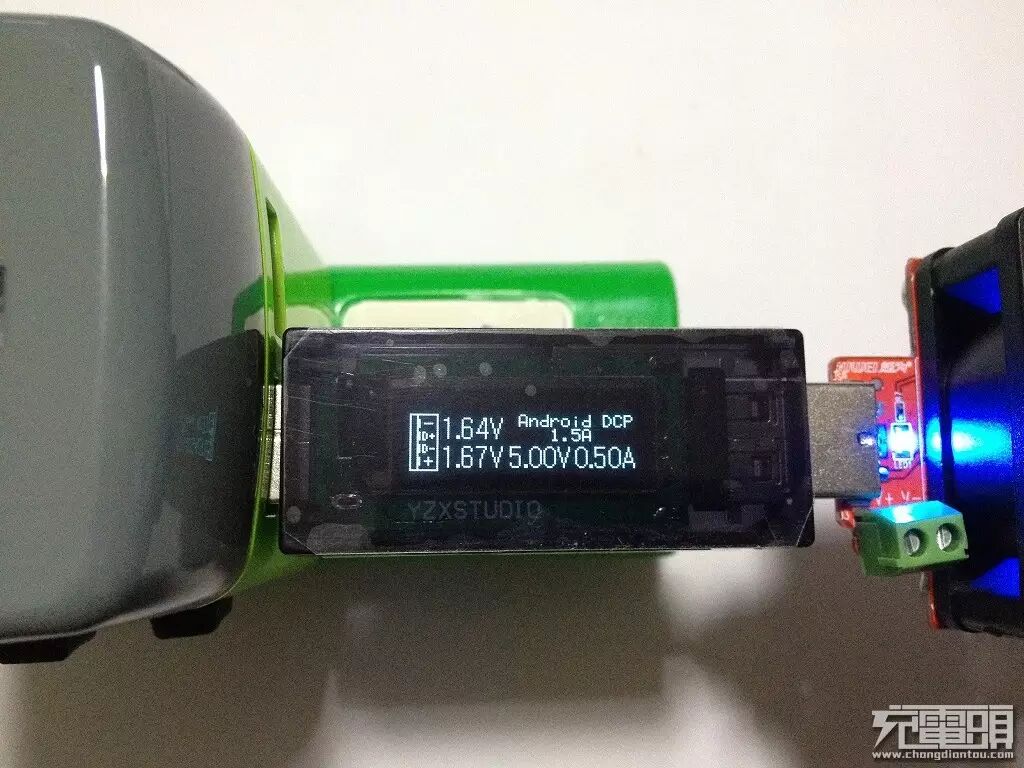 - 1.64V Android DCP
D+ 1.5A
D-
+ 1.67V 5.00V 0.50A
YZXSTUDIO
LED1
V+ V-
充電頭
www.chongdiantou.com